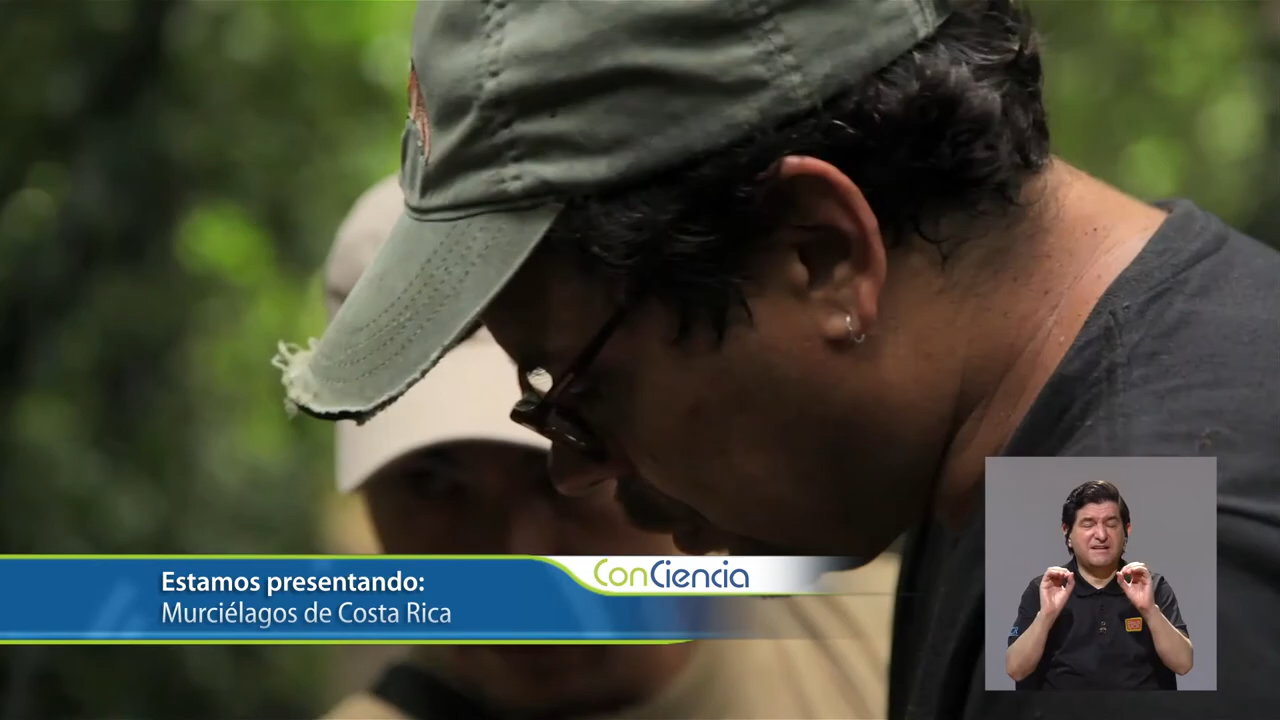 Estamos presentando:
Murciélagos de Costa Rica
ConCiencia